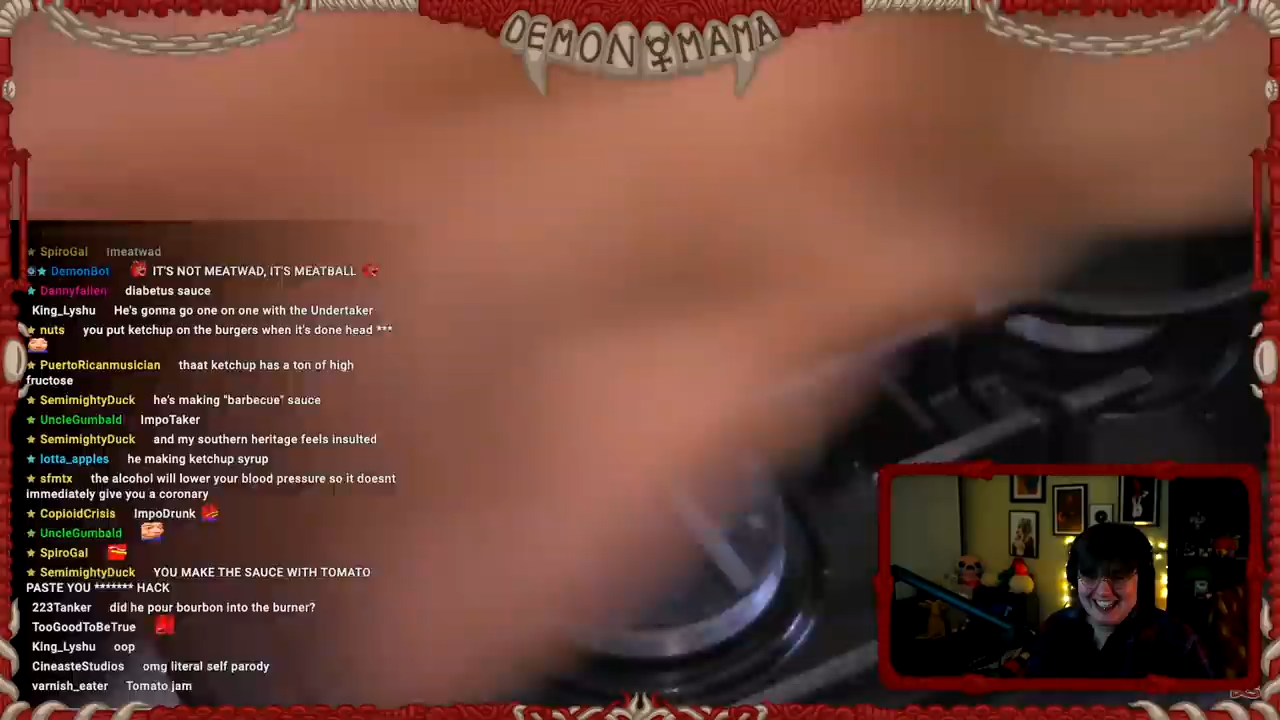 DEMON MAMA
SpiroGal !meatwad
DemonBot IT'S NOT MEATWAD, IT'S MEATBALL
Dannyfallen diabetus sauce
King_Lyshu He's gonna go one on one with the Undertaker
nuts you put ketchup on the burgers when it's done head ***
PuertoRicanmusician thaat ketchup has a ton of high
fructose
SemimightyDuck he's making "barbecue" sauce
UncleGumbald ImpoTaker
SemimightyDuck and my southern heritage feels insulted
lotta_apples he making ketchup syrup
sfmtx the alcohol will lower your blood pressure so it doesnt
immediately give you a coronary
CopioidCrisis ImpoDrunk
UncleGumbald
SpiroGal
SemimightyDuck YOU MAKE THE SAUCE WITH TOMATO
PASTE YOU ******* HACK
223Tanker did he pour bourbon into the burner?
TooGoodToBeTrue
King_Lyshu oop
CineasteStudios omg literal self parody
varnish_eater Tomato jam